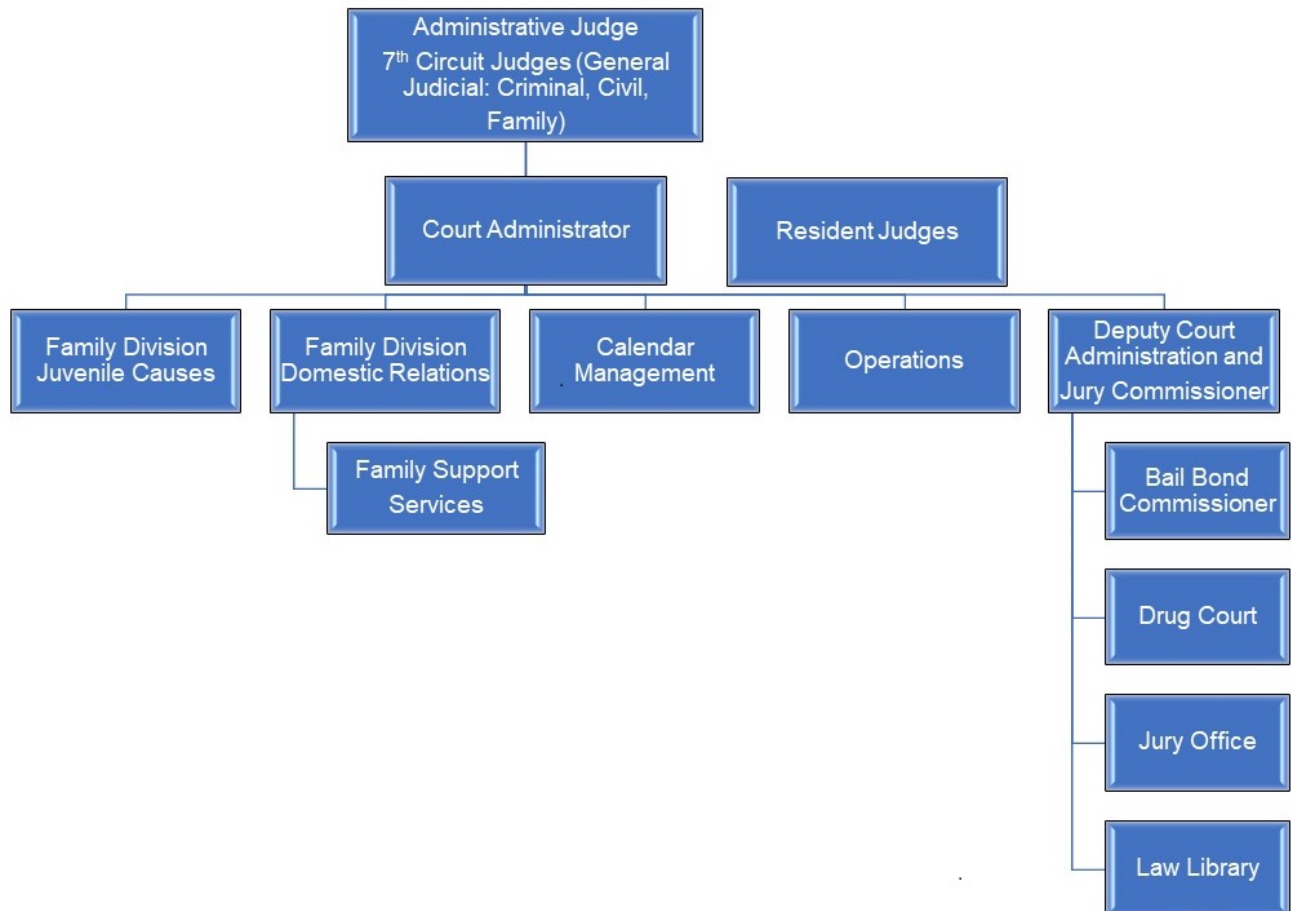 Administrative Judge
7th Circuit Judges (General
Judicial: Criminal, Civil,
Family)
Court Administrator
Resident Judges
Family Division
Juvenile Causes
Family Division
Domestic Relations
Calendar
Management
Operations
Deputy Court
Administration and
Jury Commissioner
Family Support
Services
Bail Bond
Commissioner
Drug Court
Jury Office
Law Library